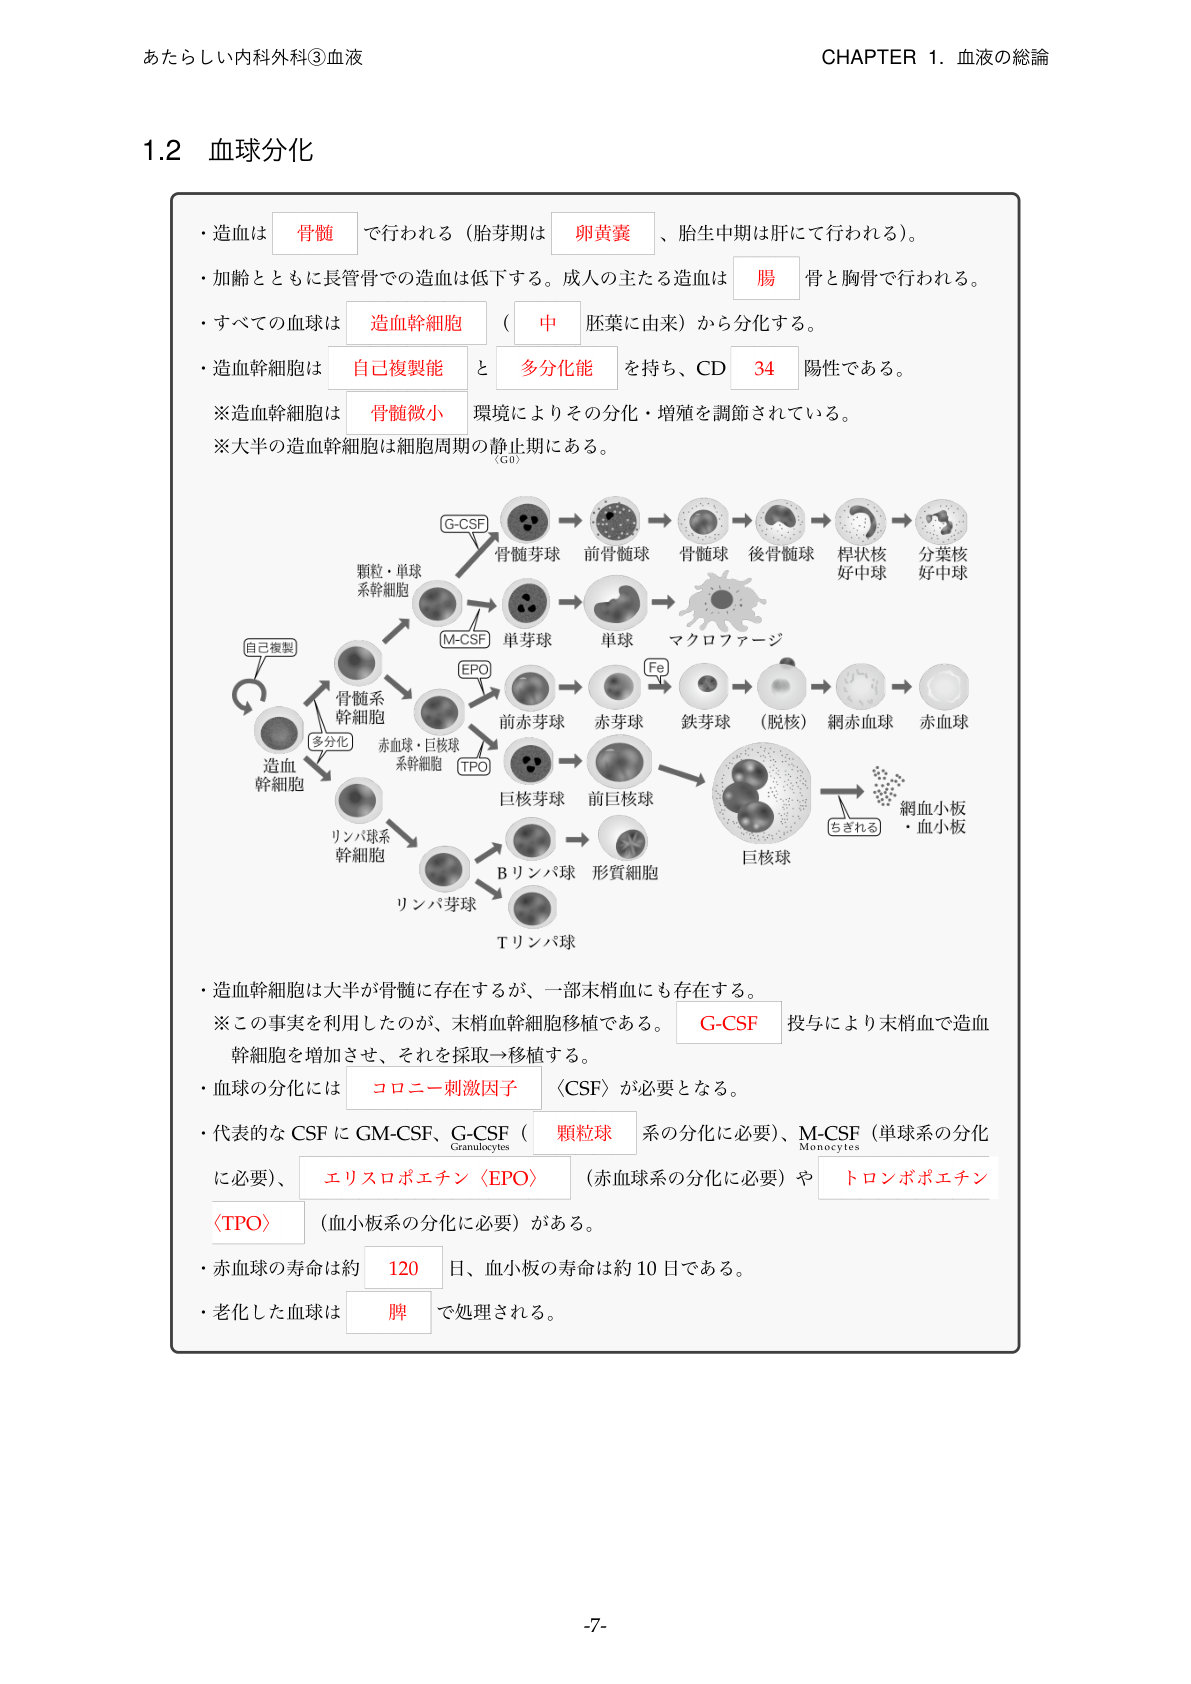 あたらしい内科外科③血液
CHAPTER 1. 血液の総論
1.2 血球分化
・造血は 骨髄 で行われる（胎芽期は 卵黄嚢 、胎生中期は肝にて行われる）。
・加齢とともに長管骨での造血は低下する。成人の主たる造血は 腸 骨と胸骨で行われる。
・すべての血球は 造血幹細胞 （ 中 胚葉に由来）から分化する。
・造血幹細胞は 自己複製能 と 多分化能 を持ち、CD 34 陽性である。
※造血幹細胞は 骨髄微小 環境によりその分化・増殖を調節されている。
※大半の造血幹細胞は細胞周期の静止期にある。
〈G0〉
G-CSF
骨髄芽球 前骨髄球 骨髄球 後骨髄球 桿状核 分葉核
好中球 好中球
顆粒・単球
系幹細胞
M-CSF 単芽球 単球 マクロファージ
自己複製
EPO
Fe
骨髄系
幹細胞
前赤芽球 赤芽球 鉄芽球 （脱核） 網赤血球 赤血球
多分化
赤血球・巨核球
系幹細胞
TPO
造血
幹細胞
巨核芽球 前巨核球
網血小板
・血小板
ちぎれる
巨核球
リンパ球系
幹細胞
Bリンパ球 形質細胞
リンパ芽球
Tリンパ球
・造血幹細胞は大半が骨髄に存在するが、一部末梢血にも存在する。
※この事実を利用したのが、末梢血幹細胞移植である。 G-CSF 投与により末梢血で造血
幹細胞を増加させ、それを採取→移植する。
・血球の分化には コロニー刺激因子 〈CSF〉が必要となる。
・代表的な CSF に GM-CSF、G-CSF（ 顆粒球 系の分化に必要）、M-CSF（単球系の分化
Granulocytes Monocytes
に必要）、 エリスロポエチン〈EPO〉 （赤血球系の分化に必要）や トロンボポエチン
〈TPO〉 （血小板系の分化に必要）がある。
・赤血球の寿命は約 120 日、血小板の寿命は約 10 日である。
・老化した血球は 脾 で処理される。
-7-